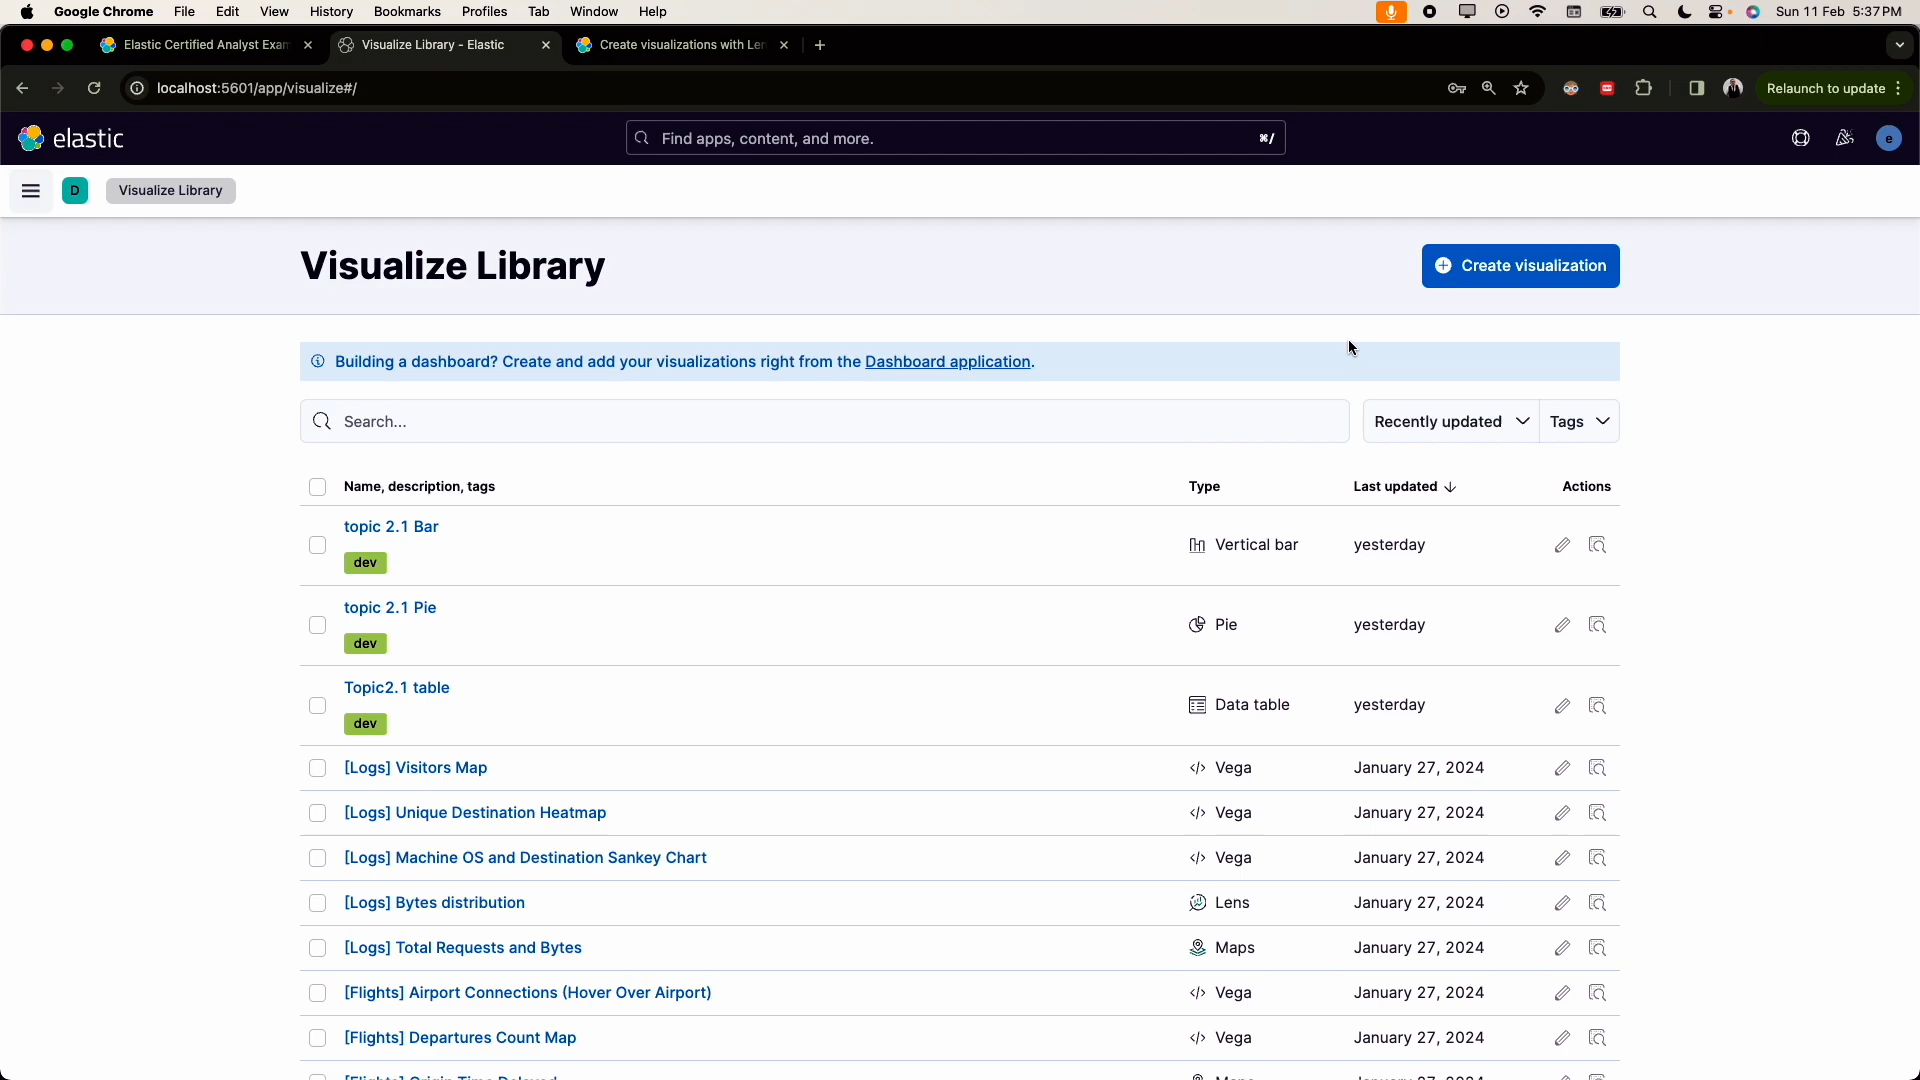 Google Chrome File Edit View History Bookmarks Profiles Tab Window Help Sun 11 Feb 5:37 PM
Elastic Certified Analyst Exam Visualize Library - Elastic Create visualizations with Len
localhost:5601/app/visualize#/ Relaunch to update
elastic Find apps, content, and more. ⌘/ e
D Visualize Library
Visualize Library Create visualization
Building a dashboard? Create and add your visualizations right from the Dashboard application.
Search... Recently updated Tags
Name, description, tags Type Last updated Actions
topic 2.1 Bar
dev
Vertical bar yesterday
topic 2.1 Pie
dev
Pie yesterday
Topic2.1 table
dev
Data table yesterday
[Logs] Visitors Map Vega January 27, 2024
[Logs] Unique Destination Heatmap Vega January 27, 2024
[Logs] Machine OS and Destination Sankey Chart Vega January 27, 2024
[Logs] Bytes distribution Lens January 27, 2024
[Logs] Total Requests and Bytes Maps January 27, 2024
[Flights] Airport Connections (Hover Over Airport) Vega January 27, 2024
[Flights] Departures Count Map Vega January 27, 2024